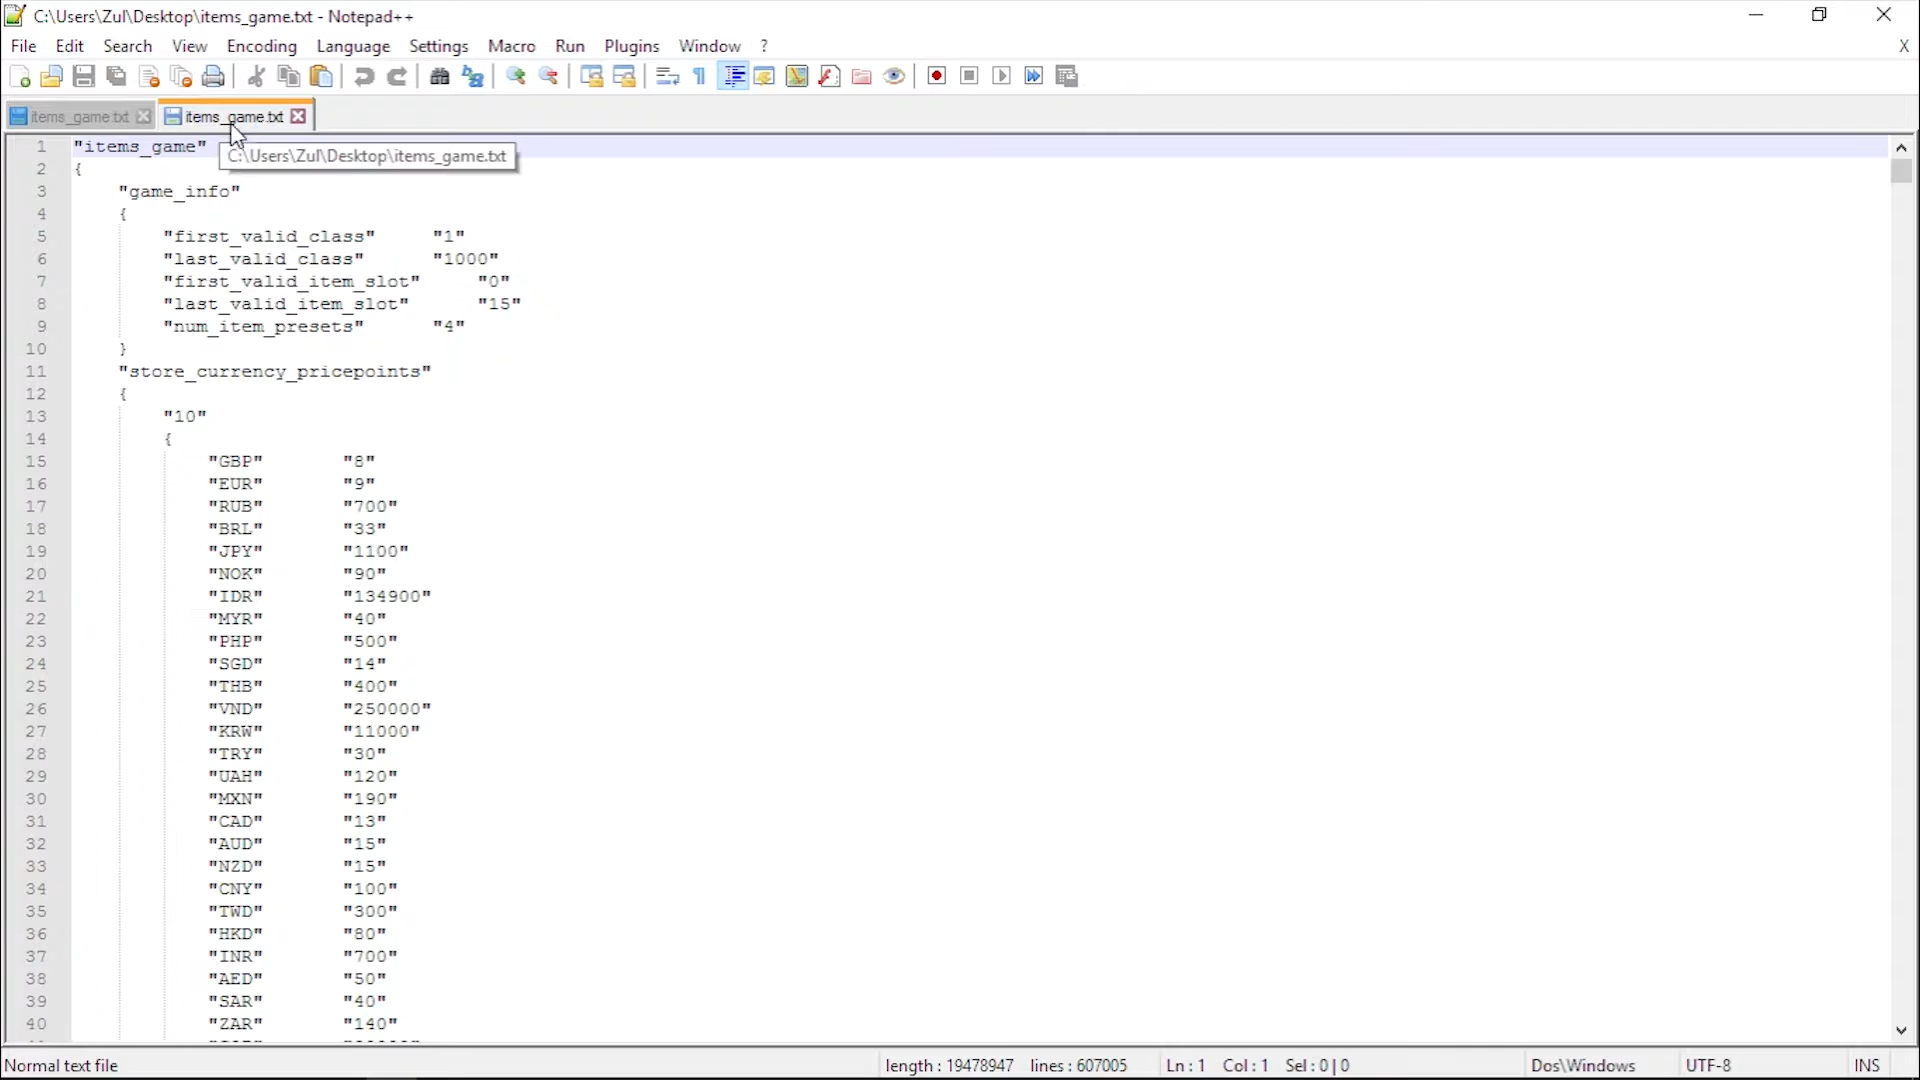 C:\Users\Zul\Desktop\items_game.txt - Notepad++
File Edit Search View Encoding Language Settings Macro Run Plugins Window ? X
items_game.txt items_game.txt
C:\Users\Zul\Desktop\items_game.txt
1 "items_game"
2 {
3 "game_info"
4 {
5 "first_valid_class" "1"
6 "last_valid_class" "1000"
7 "first_valid_item_slot" "0"
8 "last_valid_item_slot" "15"
9 "num_item_presets" "4"
10 }
11 "store_currency_pricepoints"
12 {
13 "10"
14 {
15 "GBP" "8"
16 "EUR" "9"
17 "RUB" "700"
18 "BRL" "33"
19 "JPY" "1100"
20 "NOK" "90"
21 "IDR" "134900"
22 "MYR" "40"
23 "PHP" "500"
24 "SGD" "14"
25 "THB" "400"
26 "VND" "250000"
27 "KRW" "11000"
28 "TRY" "30"
29 "UAH" "120"
30 "MXN" "190"
31 "CAD" "13"
32 "AUD" "15"
33 "NZD" "15"
34 "CNY" "100"
35 "TWD" "300"
36 "HKD" "80"
37 "INR" "700"
38 "AED" "50"
39 "SAR" "40"
40 "ZAR" "140"
Normal text file length : 19478947 lines : 607005 Ln : 1 Col : 1 Sel : 0 | 0 Dos\Windows UTF-8 INS